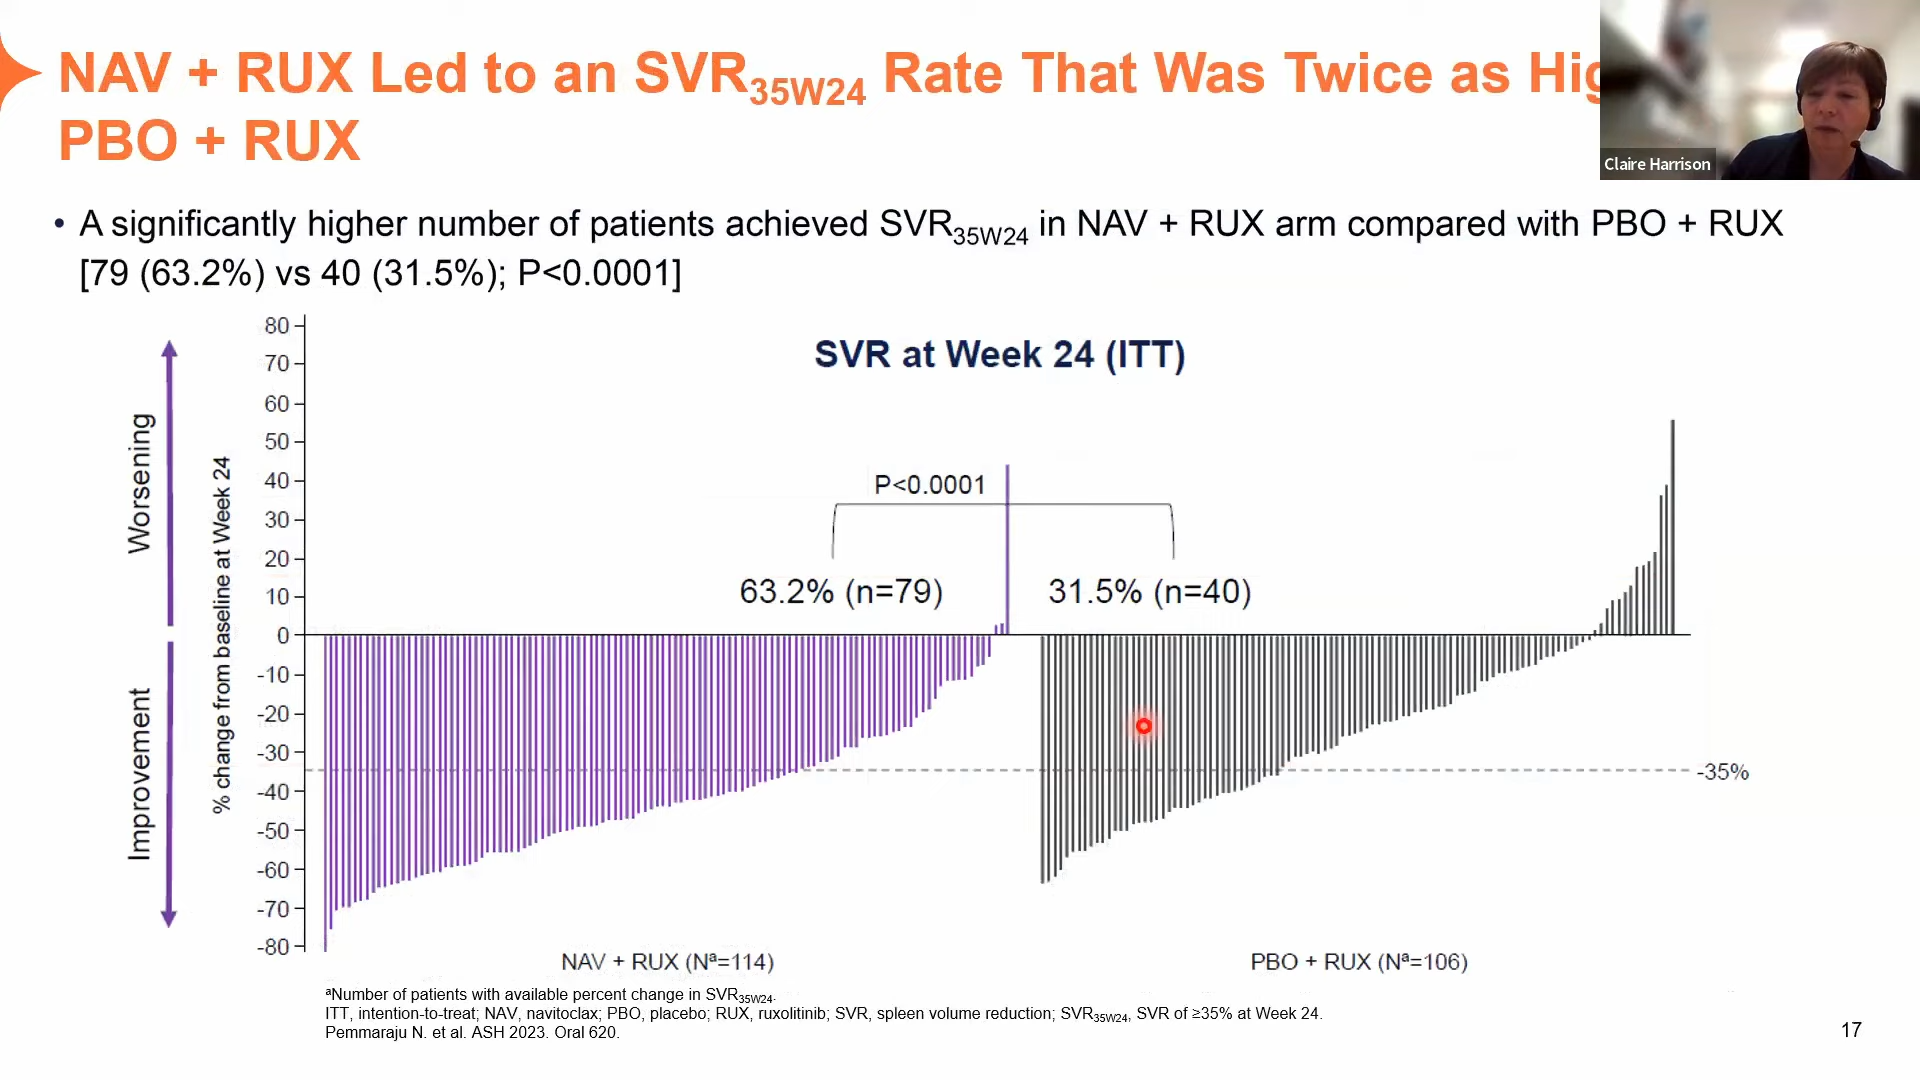 NAV + RUX Led to an SVR35W24 Rate That Was Twice as Hig
PBO + RUX
Claire Harrison
• A significantly higher number of patients achieved SVR35W24 in NAV + RUX arm compared with PBO + RUX
[79 (63.2%) vs 40 (31.5%); P<0.0001]
SVR at Week 24 (ITT)
Worsening
Improvement
% change from baseline at Week 24
80
70
60
50
40
30
20
10
0
-10
-20
-30
-40
-50
-60
-70
-80
P<0.0001
63.2% (n=79)
31.5% (n=40)
-35%
NAV + RUX (Nᵃ=114)
PBO + RUX (Nᵃ=106)
ᵃNumber of patients with available percent change in SVR35W24.
ITT, intention-to-treat; NAV, navitoclax; PBO, placebo; RUX, ruxolitinib; SVR, spleen volume reduction; SVR35W24, SVR of ≥35% at Week 24.
Pemmaraju N. et al. ASH 2023. Oral 620.
17